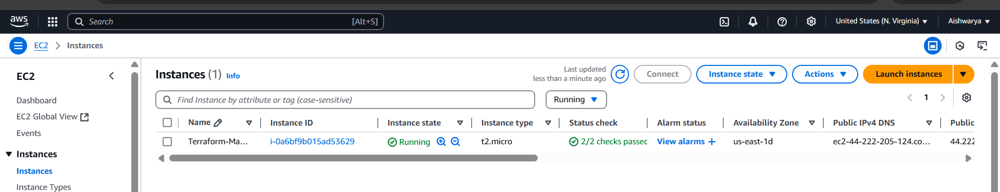 aws
Search [Alt+S]
United States (N. Virginia)
Aishwarya
EC2
Instances
EC2
Dashboard
EC2 Global View
Events
Instances
Instances
Instance Types
Instances (1) Info
Last updated
less than a minute ago
Connect
Instance state
Actions
Launch instances
Find Instance by attribute or tag (case-sensitive)
Running
1
Name Instance ID Instance state Instance type Status check Alarm status Availability Zone Public IPv4 DNS Public
Terraform-Ma... i-0a6bf9b015ad53629 Running t2.micro 2/2 checks passed View alarms + us-east-1d ec2-44-222-205-124.co... 44.222